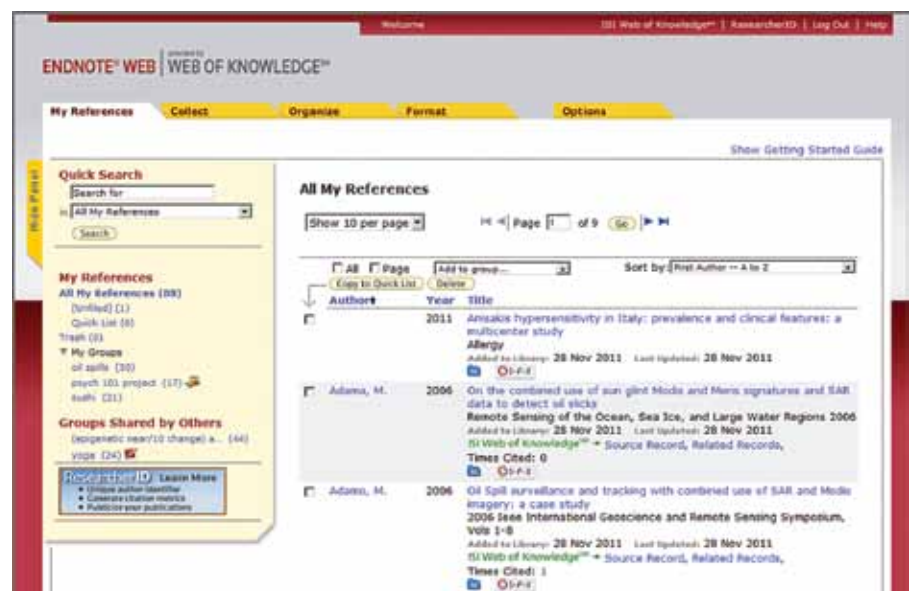 Welcome
ISI Web of Knowledge℠ | ResearcherID | Log Out | Help
ENDNOTE® WEB | powered by WEB OF KNOWLEDGE℠
My References Collect Organize Format Options
Show Getting Started Guide
Hide Panel
Quick Search
Search for
in All My References
Search
My References
All My References (88)
[Unfiled] (1)
Quick List (0)
Trash (0)
▼ My Groups
oil spills (50)
psych 101 project (17)
sushi (21)
Groups Shared by Others
(epigenetic near/10 change) a... (44)
yoga (24)
ResearcherID Learn More
• Unique author identifier
• Generate citation metrics
• Publicize your publications
All My References
Show 10 per page
Page 1 of 9 Go
All Page Add to group... Sort by: First Author -- A to Z
Copy to Quick List Delete
Author Year Title
2011 Anisakis hypersensitivity in Italy: prevalence and clinical features: a
multicenter study
Allergy
Added to Library: 28 Nov 2011 Last Updated: 28 Nov 2011
Adams, M. 2006 On the combined use of sun glint Modis and Meris signatures and SAR
data to detect oil slicks
Remote Sensing of the Ocean, Sea Ice, and Large Water Regions 2006
Added to Library: 28 Nov 2011 Last Updated: 28 Nov 2011
ISI Web of Knowledge℠ → Source Record, Related Records,
Times Cited: 0
Adams, M. 2006 Oil Spill surveillance and tracking with combined use of SAR and Modis
imagery: a case study
2006 Ieee International Geoscience and Remote Sensing Symposium,
Vols 1-8
Added to Library: 28 Nov 2011 Last Updated: 28 Nov 2011
ISI Web of Knowledge℠ → Source Record, Related Records,
Times Cited: 1